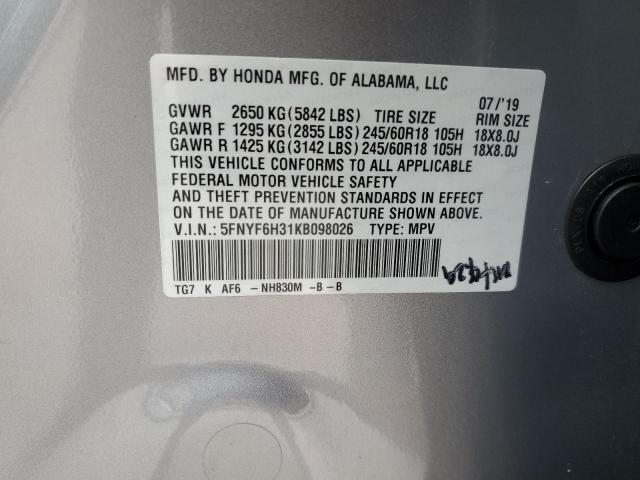 MFD. BY HONDA MFG. OF ALABAMA, LLC
07/'19
GVWR 2650 KG (5842 LBS) TIRE SIZE RIM SIZE
GAWR F 1295 KG (2855 LBS) 245/60R18 105H 18X8.0J
GAWR R 1425 KG (3142 LBS) 245/60R18 105H 18X8.0J
THIS VEHICLE CONFORMS TO ALL APPLICABLE
FEDERAL MOTOR VEHICLE SAFETY
AND THEFT PREVENTION STANDARDS IN EFFECT
ON THE DATE OF MANUFACTURE SHOWN ABOVE.
V.I.N.: 5FNYF6H31KB098026 TYPE: MPV
TG7 K AF6 -NH830M -B-B